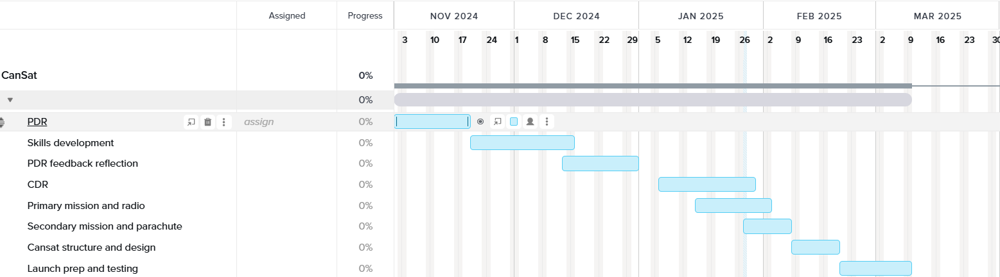 Assigned Progress NOV 2024 DEC 2024 JAN 2025 FEB 2025 MAR 2025
3 10 17 24 1 8 15 22 29 5 12 19 26 2 9 16 23 2 9 16 23 30
CanSat 0%
0%
PDR assign 0%
Skills development 0%
PDR feedback reflection 0%
CDR 0%
Primary mission and radio 0%
Secondary mission and parachute 0%
Cansat structure and design 0%
Launch prep and testing 0%